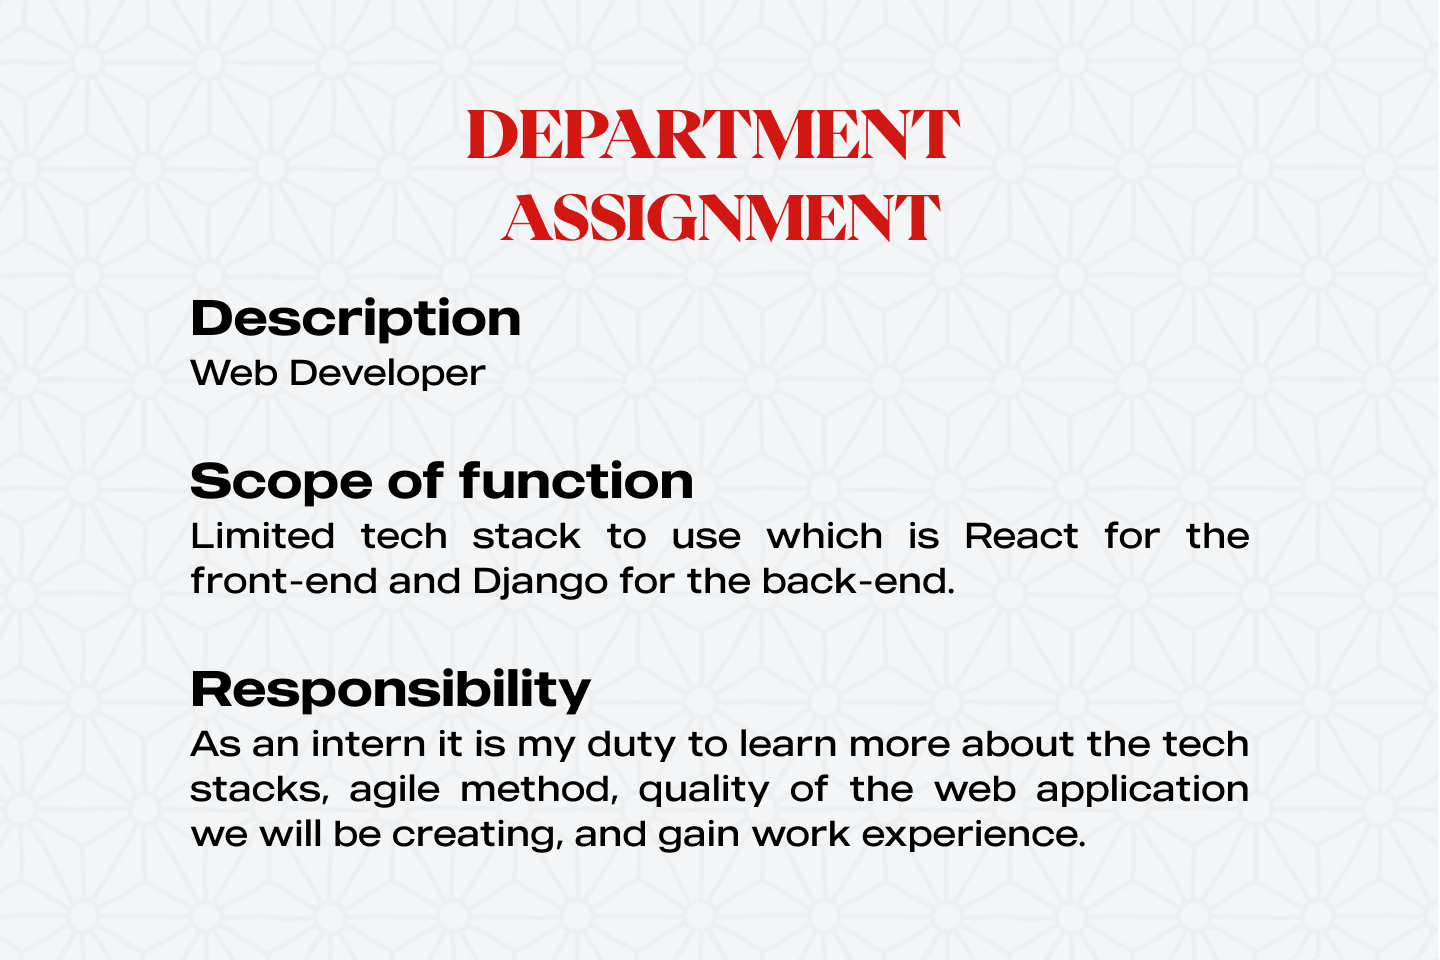 DEPARTMENT
ASSIGNMENT
Description
Web Developer
Scope of function
Limited tech stack to use which is React for the
front-end and Django for the back-end.
Responsibility
As an intern it is my duty to learn more about the tech
stacks, agile method, quality of the web application
we will be creating, and gain work experience.